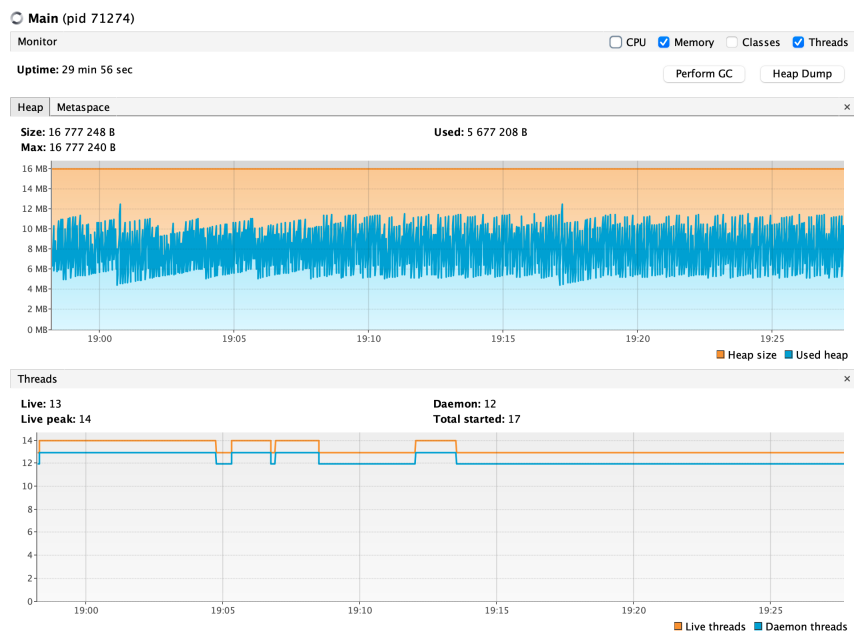 Main (pid 71274)
Monitor
CPU Memory Classes Threads
Uptime: 29 min 56 sec
Perform GC Heap Dump
Heap Metaspace ×
Size: 16 777 248 B Used: 5 677 208 B
Max: 16 777 240 B
16 MB
14 MB
12 MB
10 MB
8 MB
6 MB
4 MB
2 MB
0 MB
19:00 19:05 19:10 19:15 19:20 19:25
Heap size Used heap
Threads ×
Live: 13 Daemon: 12
Live peak: 14 Total started: 17
14
12
10
8
6
4
2
0
19:00 19:05 19:10 19:15 19:20 19:25
Live threads Daemon threads